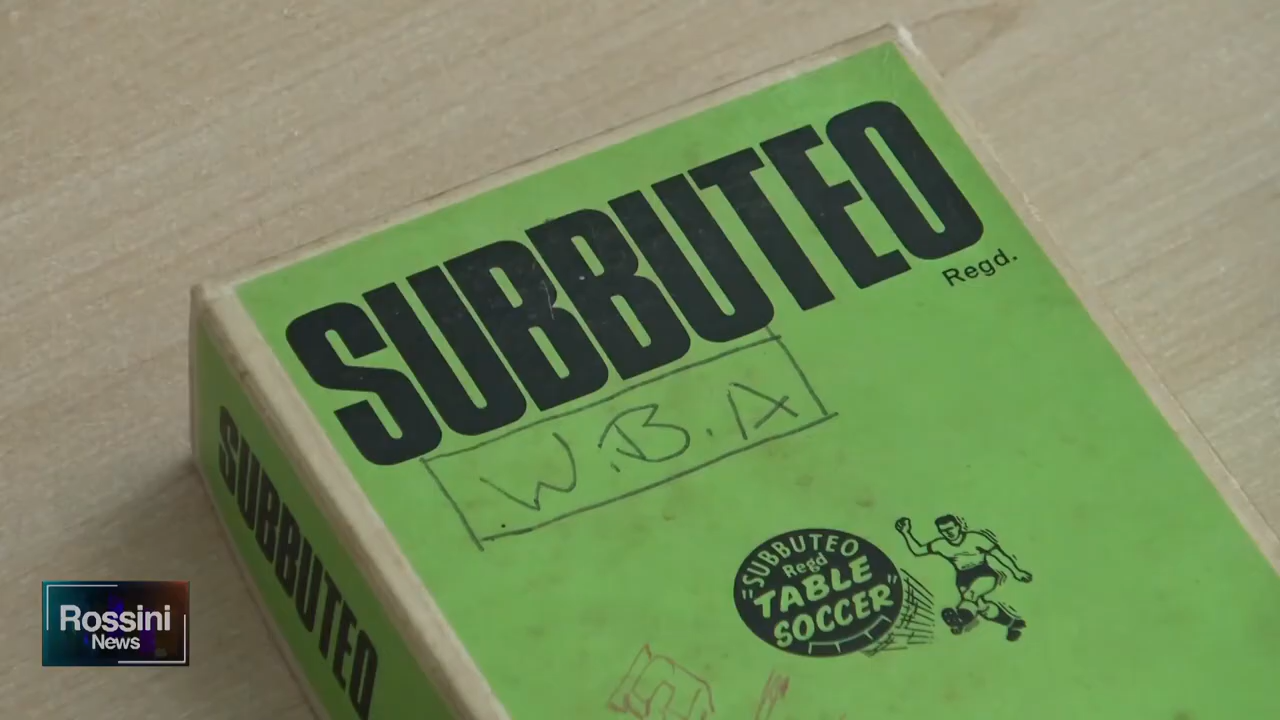 SUBBUTEO
Regd.
W.B.A
SUBBUTEO
"SUBBUTEO
Regd
TABLE
SOCCER"
Rossini
News